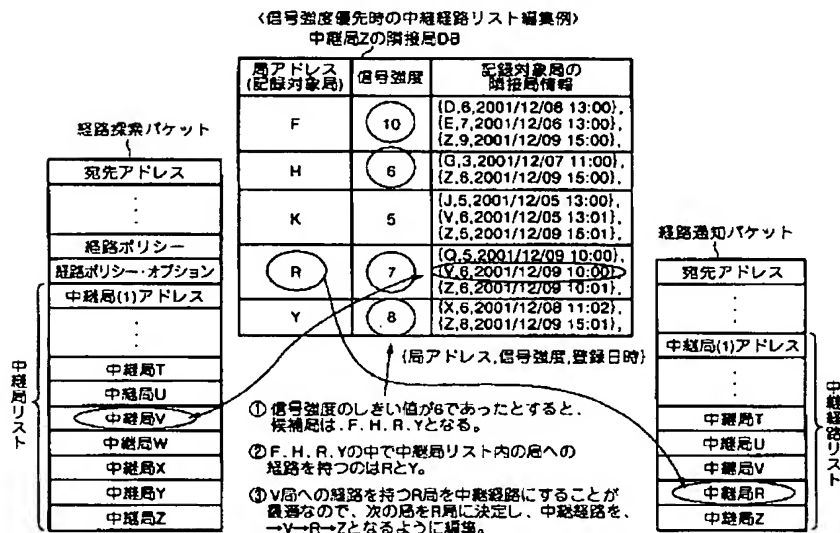 〈信号強度優先時の中継経路リスト編集例〉
中継局Zの隣接局DB
局アドレス
(記録対象局)
信号強度
記録対象局の
隣接局情報
F
10
{D,6,2001/12/06 13:00},
{E,7,2001/12/06 13:00},
{Z,9,2001/12/09 15:00},
H
6
{G,3,2001/12/07 11:00},
{Z,6,2001/12/09 15:00},
K
5
{J,5,2001/12/05 13:00},
{V,6,2001/12/05 13:01},
{Z,5,2001/12/09 15:01},
R
7
{Q,5,2001/12/09 10:00},
{V,6,2001/12/09 10:00},
{Z,6,2001/12/09 10:01},
Y
8
{X,6,2001/12/08 11:02},
{Z,8,2001/12/09 15:01},
{局アドレス,信号強度,登録日時}
経路探索パケット
宛先アドレス
経路ポリシー
経路ポリシー・オプション
中継局(1)アドレス
中継局T
中継局U
中継局V
中継局W
中継局X
中継局Y
中継局Z
中継局リスト
① 信号強度のしきい値が6であったとすると、
候補局は、F、H、R、Yとなる。
② F、H、R、Yの中で中継局リスト内の局への
経路を持つのはRとY。
③ V局への経路を持つR局を中継経路にすることが
最適なので、次の局をR局に決定し、中継経路を、
→V→R→Zとなるように編集。
経路通知パケット
宛先アドレス
中継局(1)アドレス
中継局T
中継局U
中継局V
中継局R
中継局Z
中継経路リスト